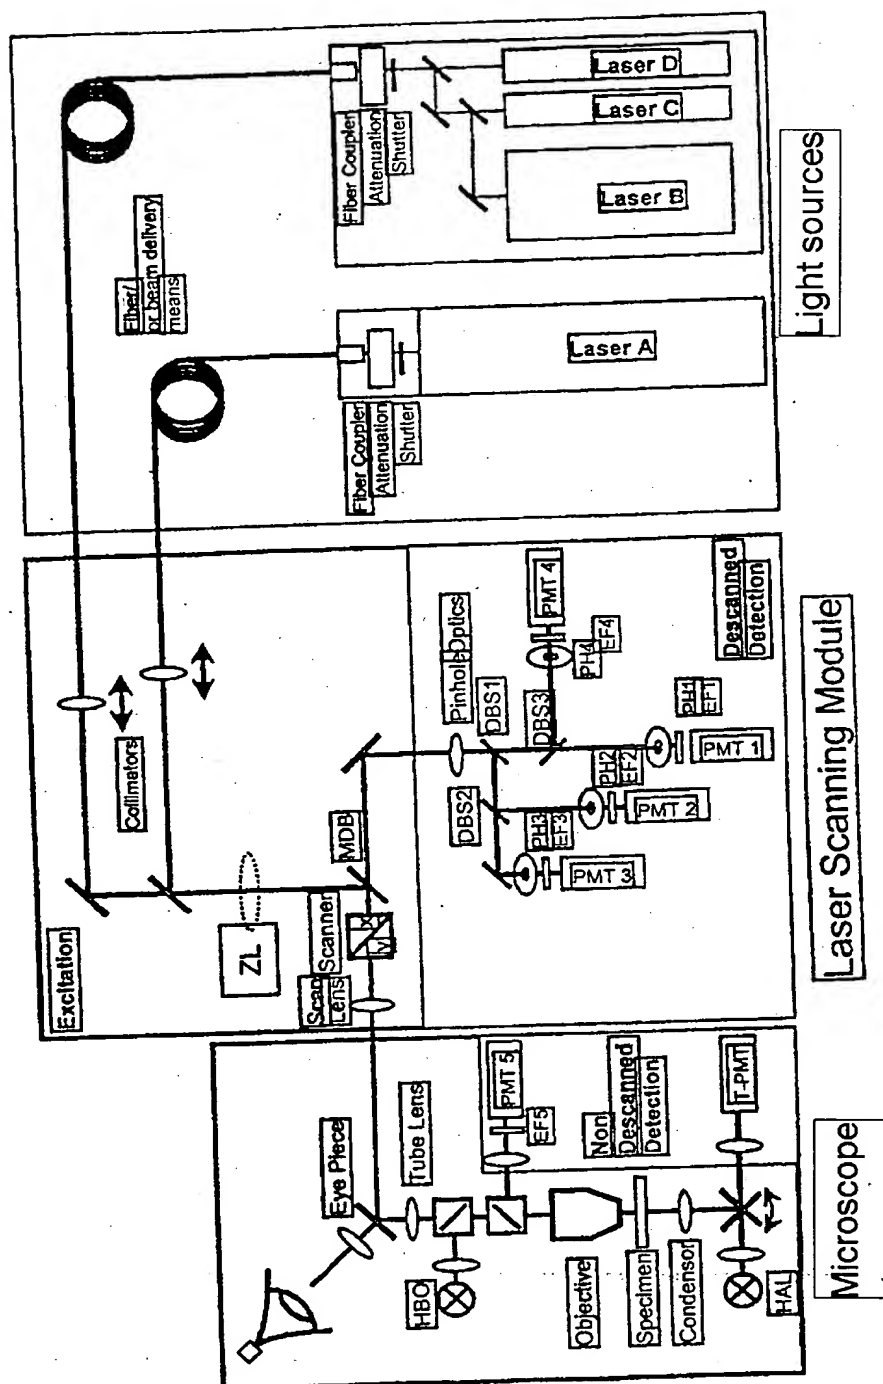 Light sources
Laser D
Laser C
Laser B
Fiber Coupler
Attenuation
Shutter
Fiber/
or beam delivery
means
Laser A
Fiber Coupler
Attenuation
Shutter
Laser Scanning Module
Collimators
Excitation
ZL
MDB
Scanner
x
y
Scan
Lens
Pinhole Optics
DBS1
DBS2
DBS3
PMT 4
PH4
EF4
PH1
EF1
PMT 1
PH2
EF2
PMT 2
PH3
EF3
PMT 3
Descanned
Detection
Microscope
Eye Piece
Tube Lens
HBO
PMT 5
EF5
Non
Descanned
Detection
Objective
Specimen
Condensor
T-PMT
HAL